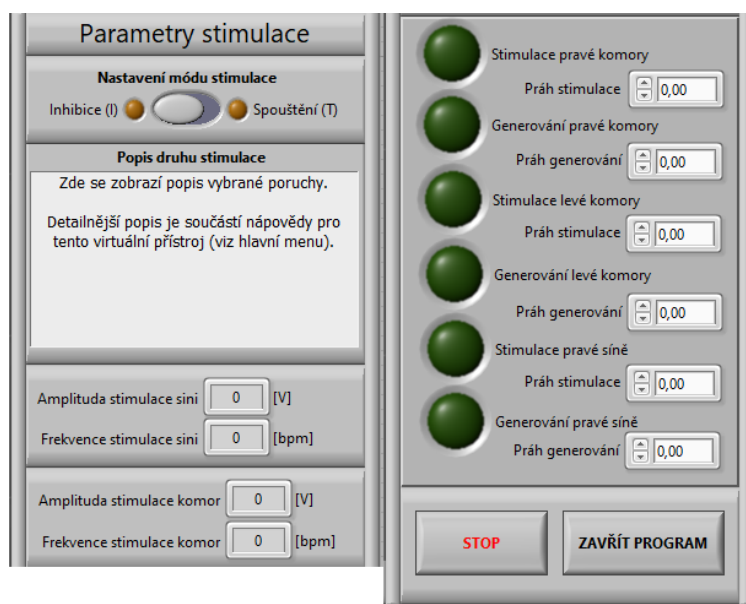 Parametry stimulace
Nastavení módu stimulace
Inhibice (I) Spouštění (T)
Popis druhu stimulace
Zde se zobrazí popis vybrané poruchy.
Detailnější popis je součástí nápovědy pro
tento virtuální přístroj (viz hlavní menu).
Amplituda stimulace sini 0 [V]
Frekvence stimulace sini 0 [bpm]
Amplituda stimulace komor 0 [V]
Frekvence stimulace komor 0 [bpm]
Stimulace pravé komory
Práh stimulace 0,00
Generování pravé komory
Práh generování 0,00
Stimulace levé komory
Práh stimulace 0,00
Generování levé komory
Práh generování 0,00
Stimulace pravé síně
Práh stimulace 0,00
Generování pravé síně
Práh generování 0,00
STOP ZAVŘÍT PROGRAM